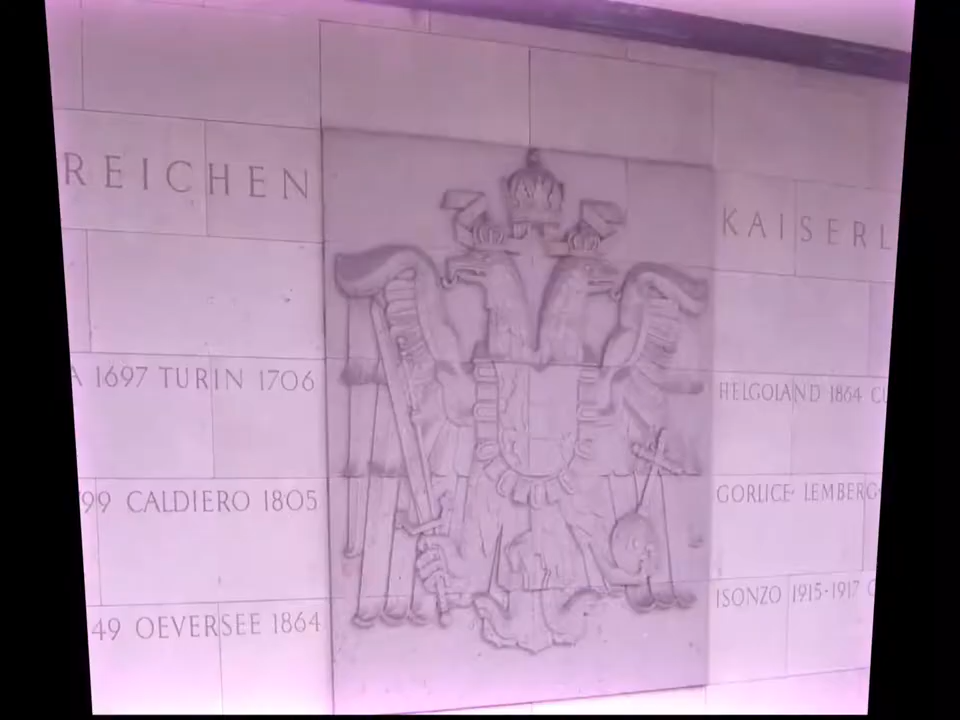 REICHEN
KAISERL
1697 TURIN 1706
99 CALDIERO 1805
49 OEVERSEE 1864
HELGOLAND 1864
GORLICE· LEMBERG·
ISONZO 1915-1917